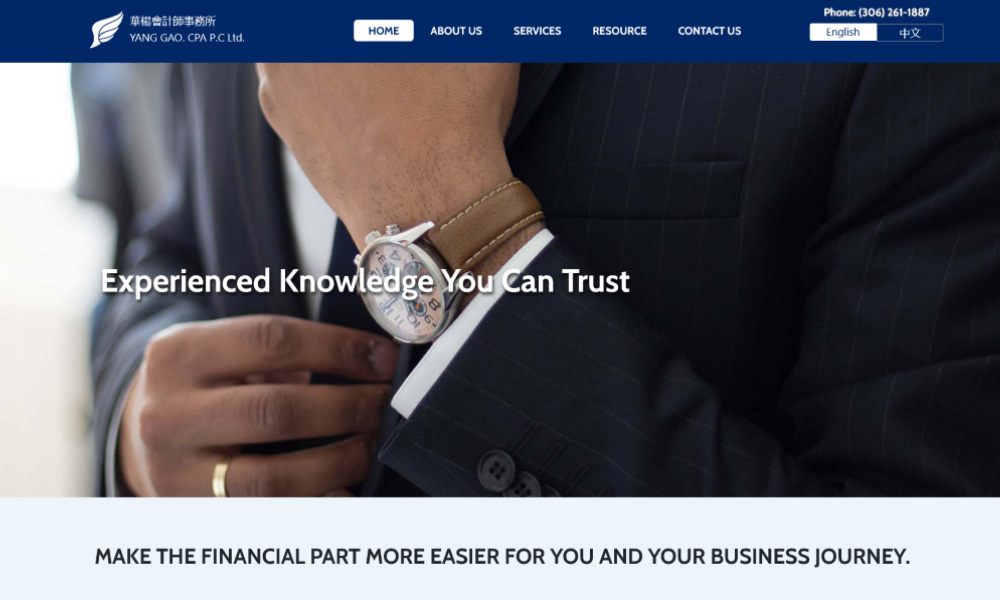 華楊會計師事務所
YANG GAO. CPA P.C Ltd.
HOME
ABOUT US
SERVICES
RESOURCE
CONTACT US
Phone: (306) 261-1887
English
中文
Experienced Knowledge You Can Trust
MAKE THE FINANCIAL PART MORE EASIER FOR YOU AND YOUR BUSINESS JOURNEY.